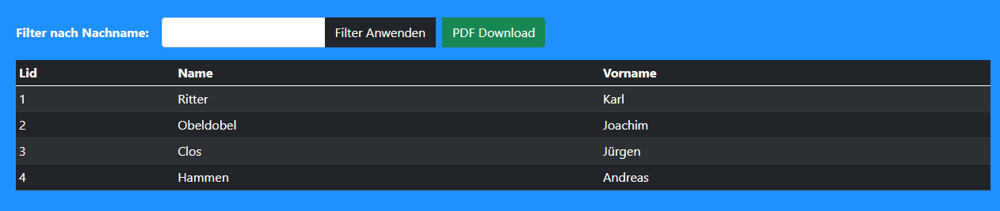 Filter nach Nachname: Filter Anwenden PDF Download
Lid Name Vorname
1 Ritter Karl
2 Obeldobel Joachim
3 Clos Jürgen
4 Hammen Andreas